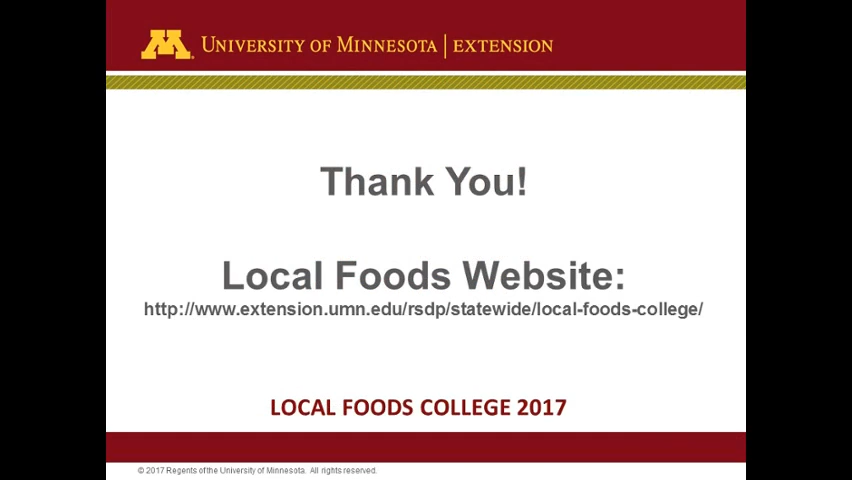 UNIVERSITY OF MINNESOTA | EXTENSION
Thank You!
Local Foods Website:
http://www.extension.umn.edu/rsdp/statewide/local-foods-college/
LOCAL FOODS COLLEGE 2017
© 2017 Regents of the University of Minnesota. All rights reserved.